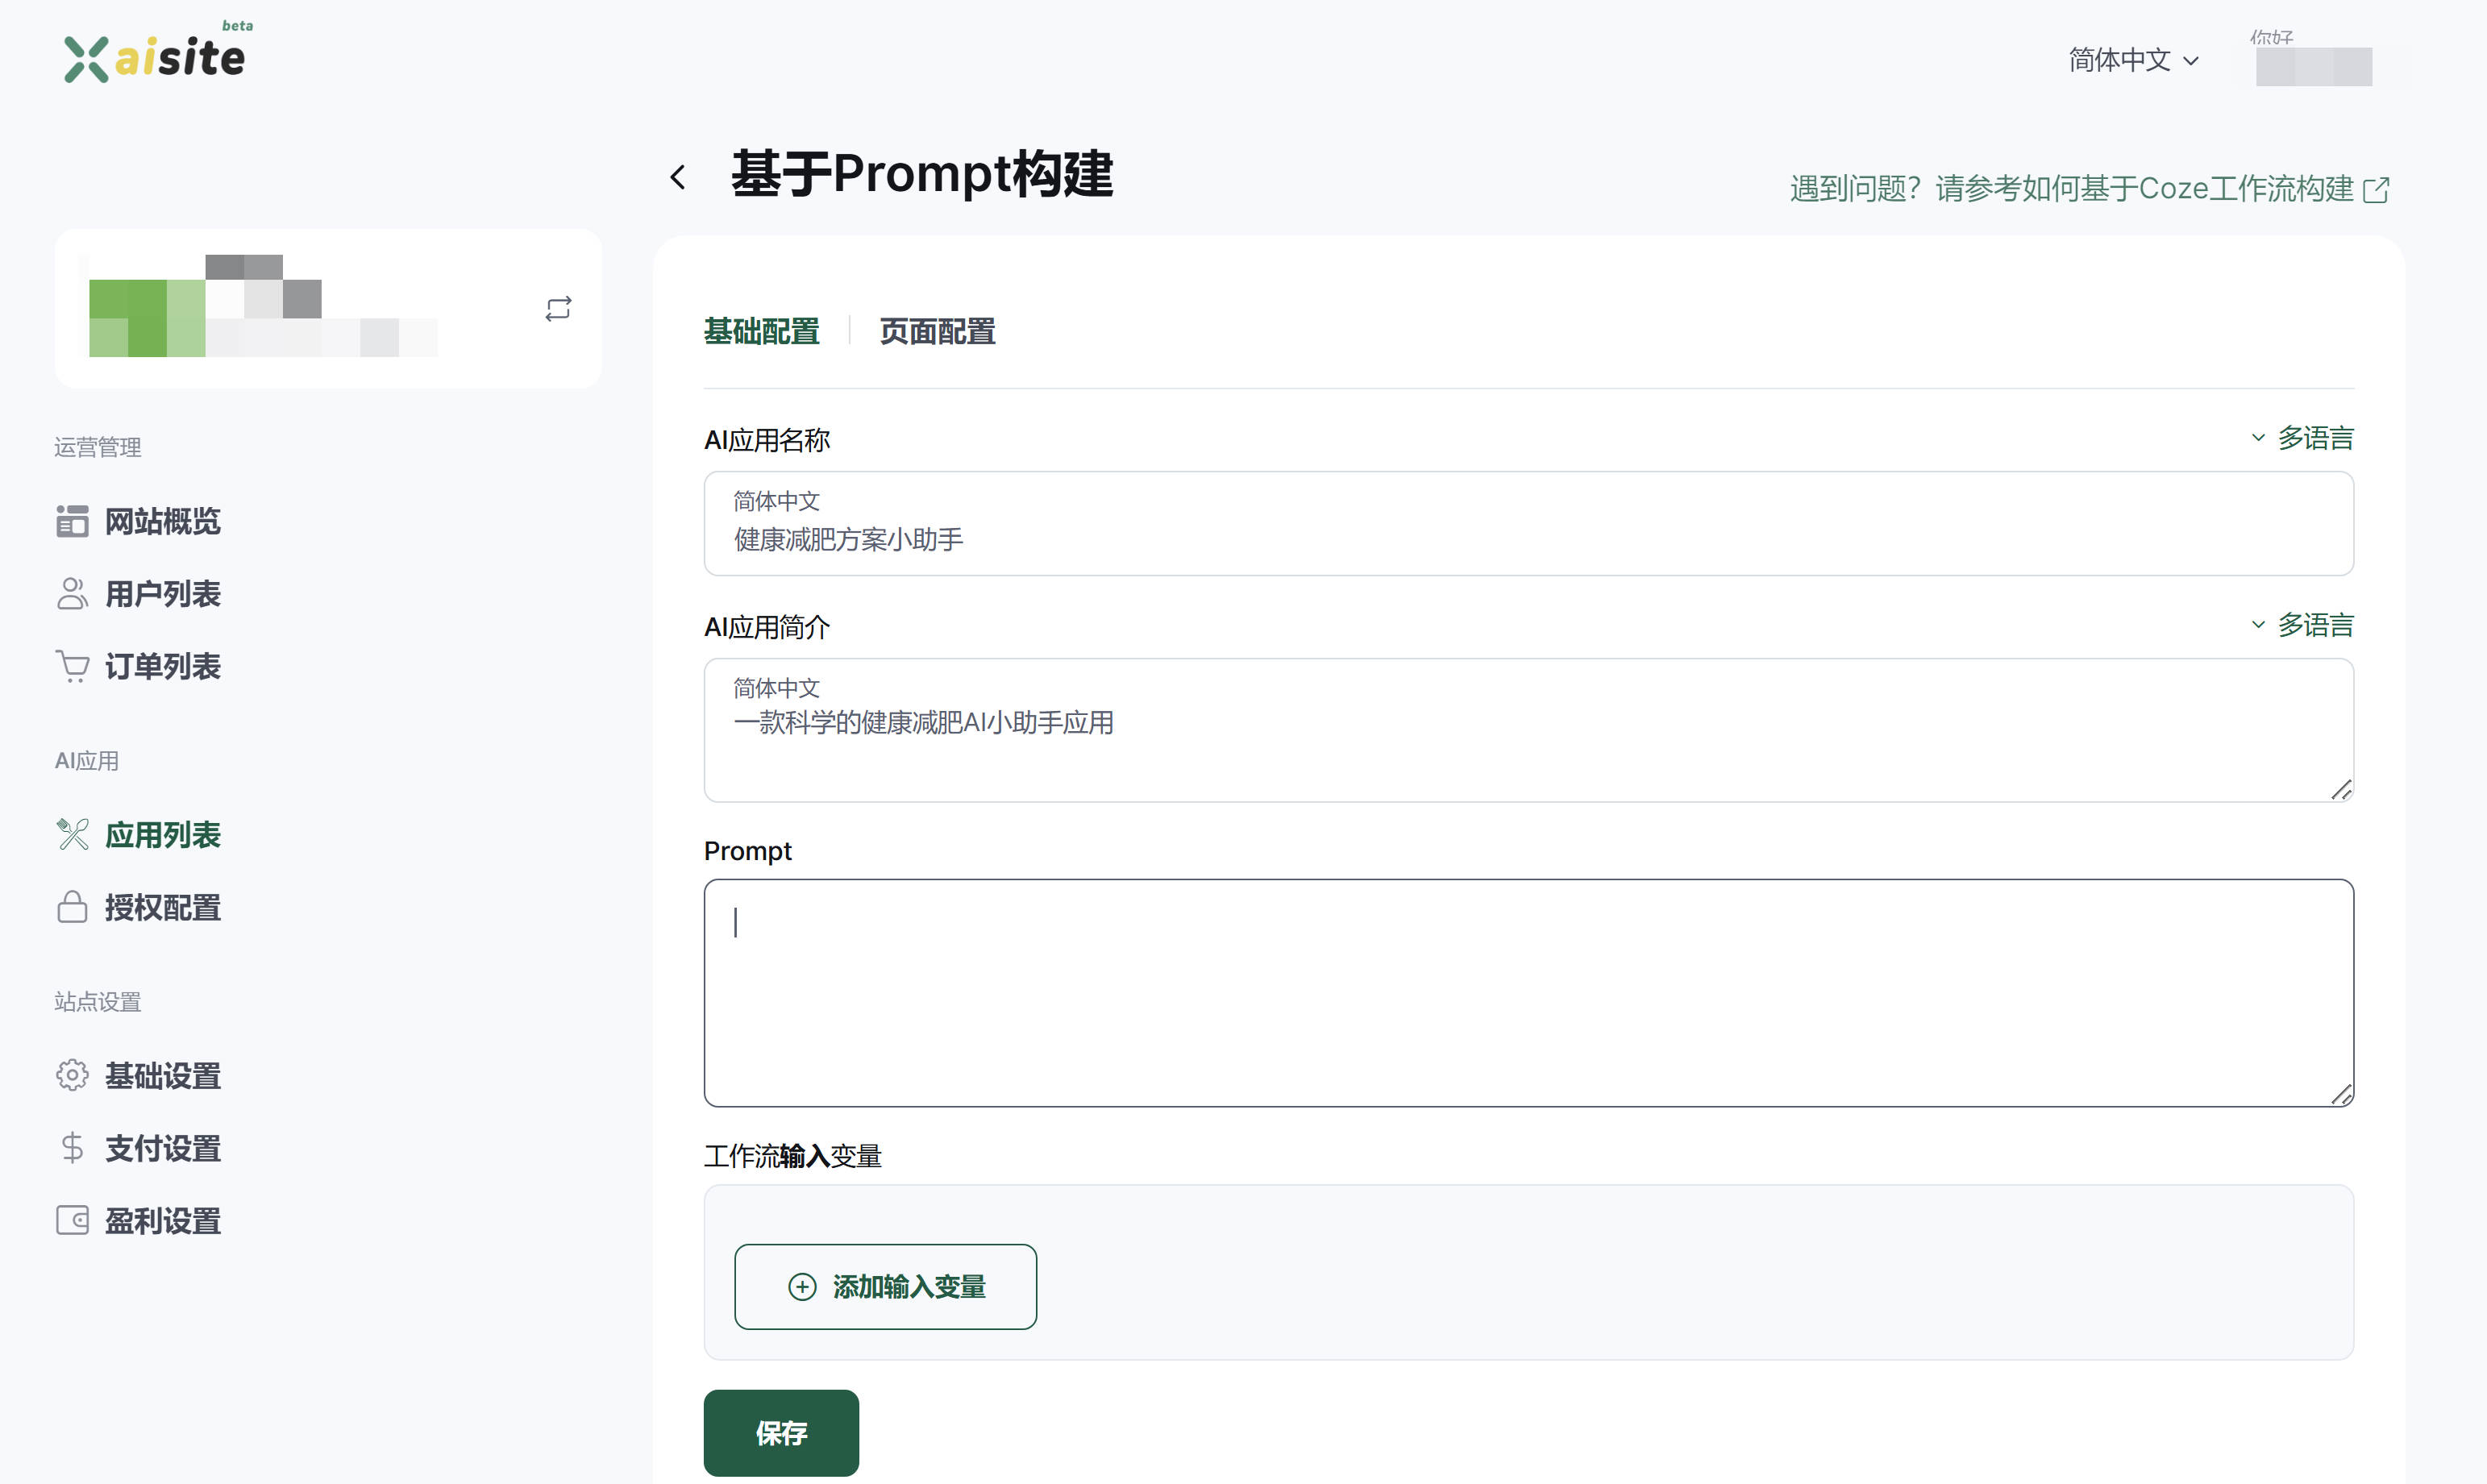 beta
aisite
简体中文
你好
基于Prompt构建
遇到问题？请参考如何基于Coze工作流构建
运营管理
网站概览
用户列表
订单列表
AI应用
应用列表
授权配置
站点设置
基础设置
支付设置
盈利设置
基础配置
页面配置
AI应用名称
多语言
简体中文
健康减肥方案小助手
AI应用简介
多语言
简体中文
一款科学的健康减肥AI小助手应用
Prompt
工作流输入变量
添加输入变量
保存